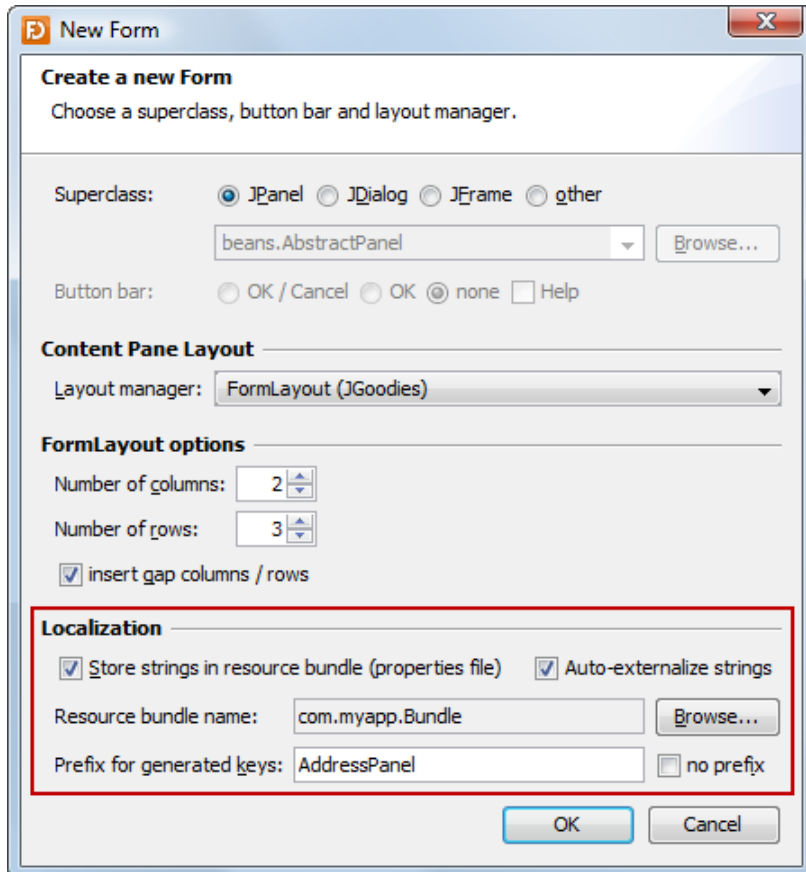 New Form
Create a new Form
Choose a superclass, button bar and layout manager.
Superclass: JPanel JDialog JFrame other
beans.AbstractPanel Browse...
Button bar: OK / Cancel OK none Help
Content Pane Layout
Layout manager: FormLayout (JGoodies)
FormLayout options
Number of columns: 2
Number of rows: 3
insert gap columns / rows
Localization
Store strings in resource bundle (properties file) Auto-externalize strings
Resource bundle name: com.myapp.Bundle Browse...
Prefix for generated keys: AddressPanel no prefix
OK Cancel